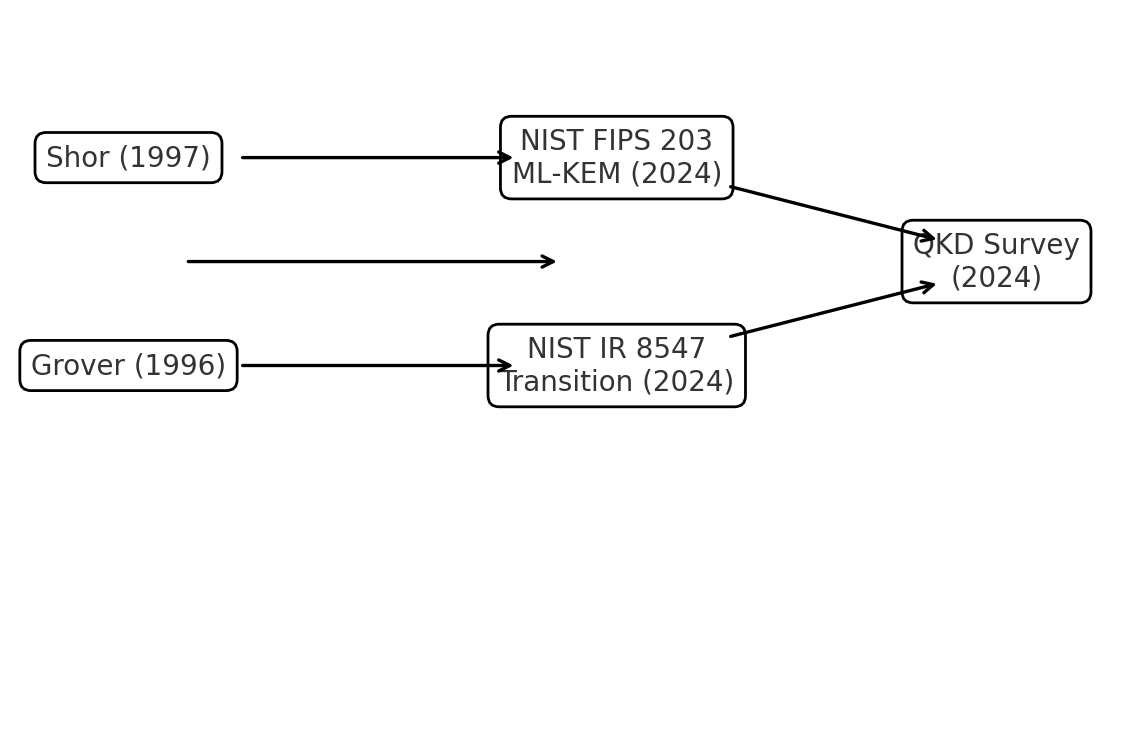 Shor (1997)
NIST FIPS 203
ML-KEM (2024)
QKD Survey
(2024)
Grover (1996)
NIST IR 8547
Transition (2024)